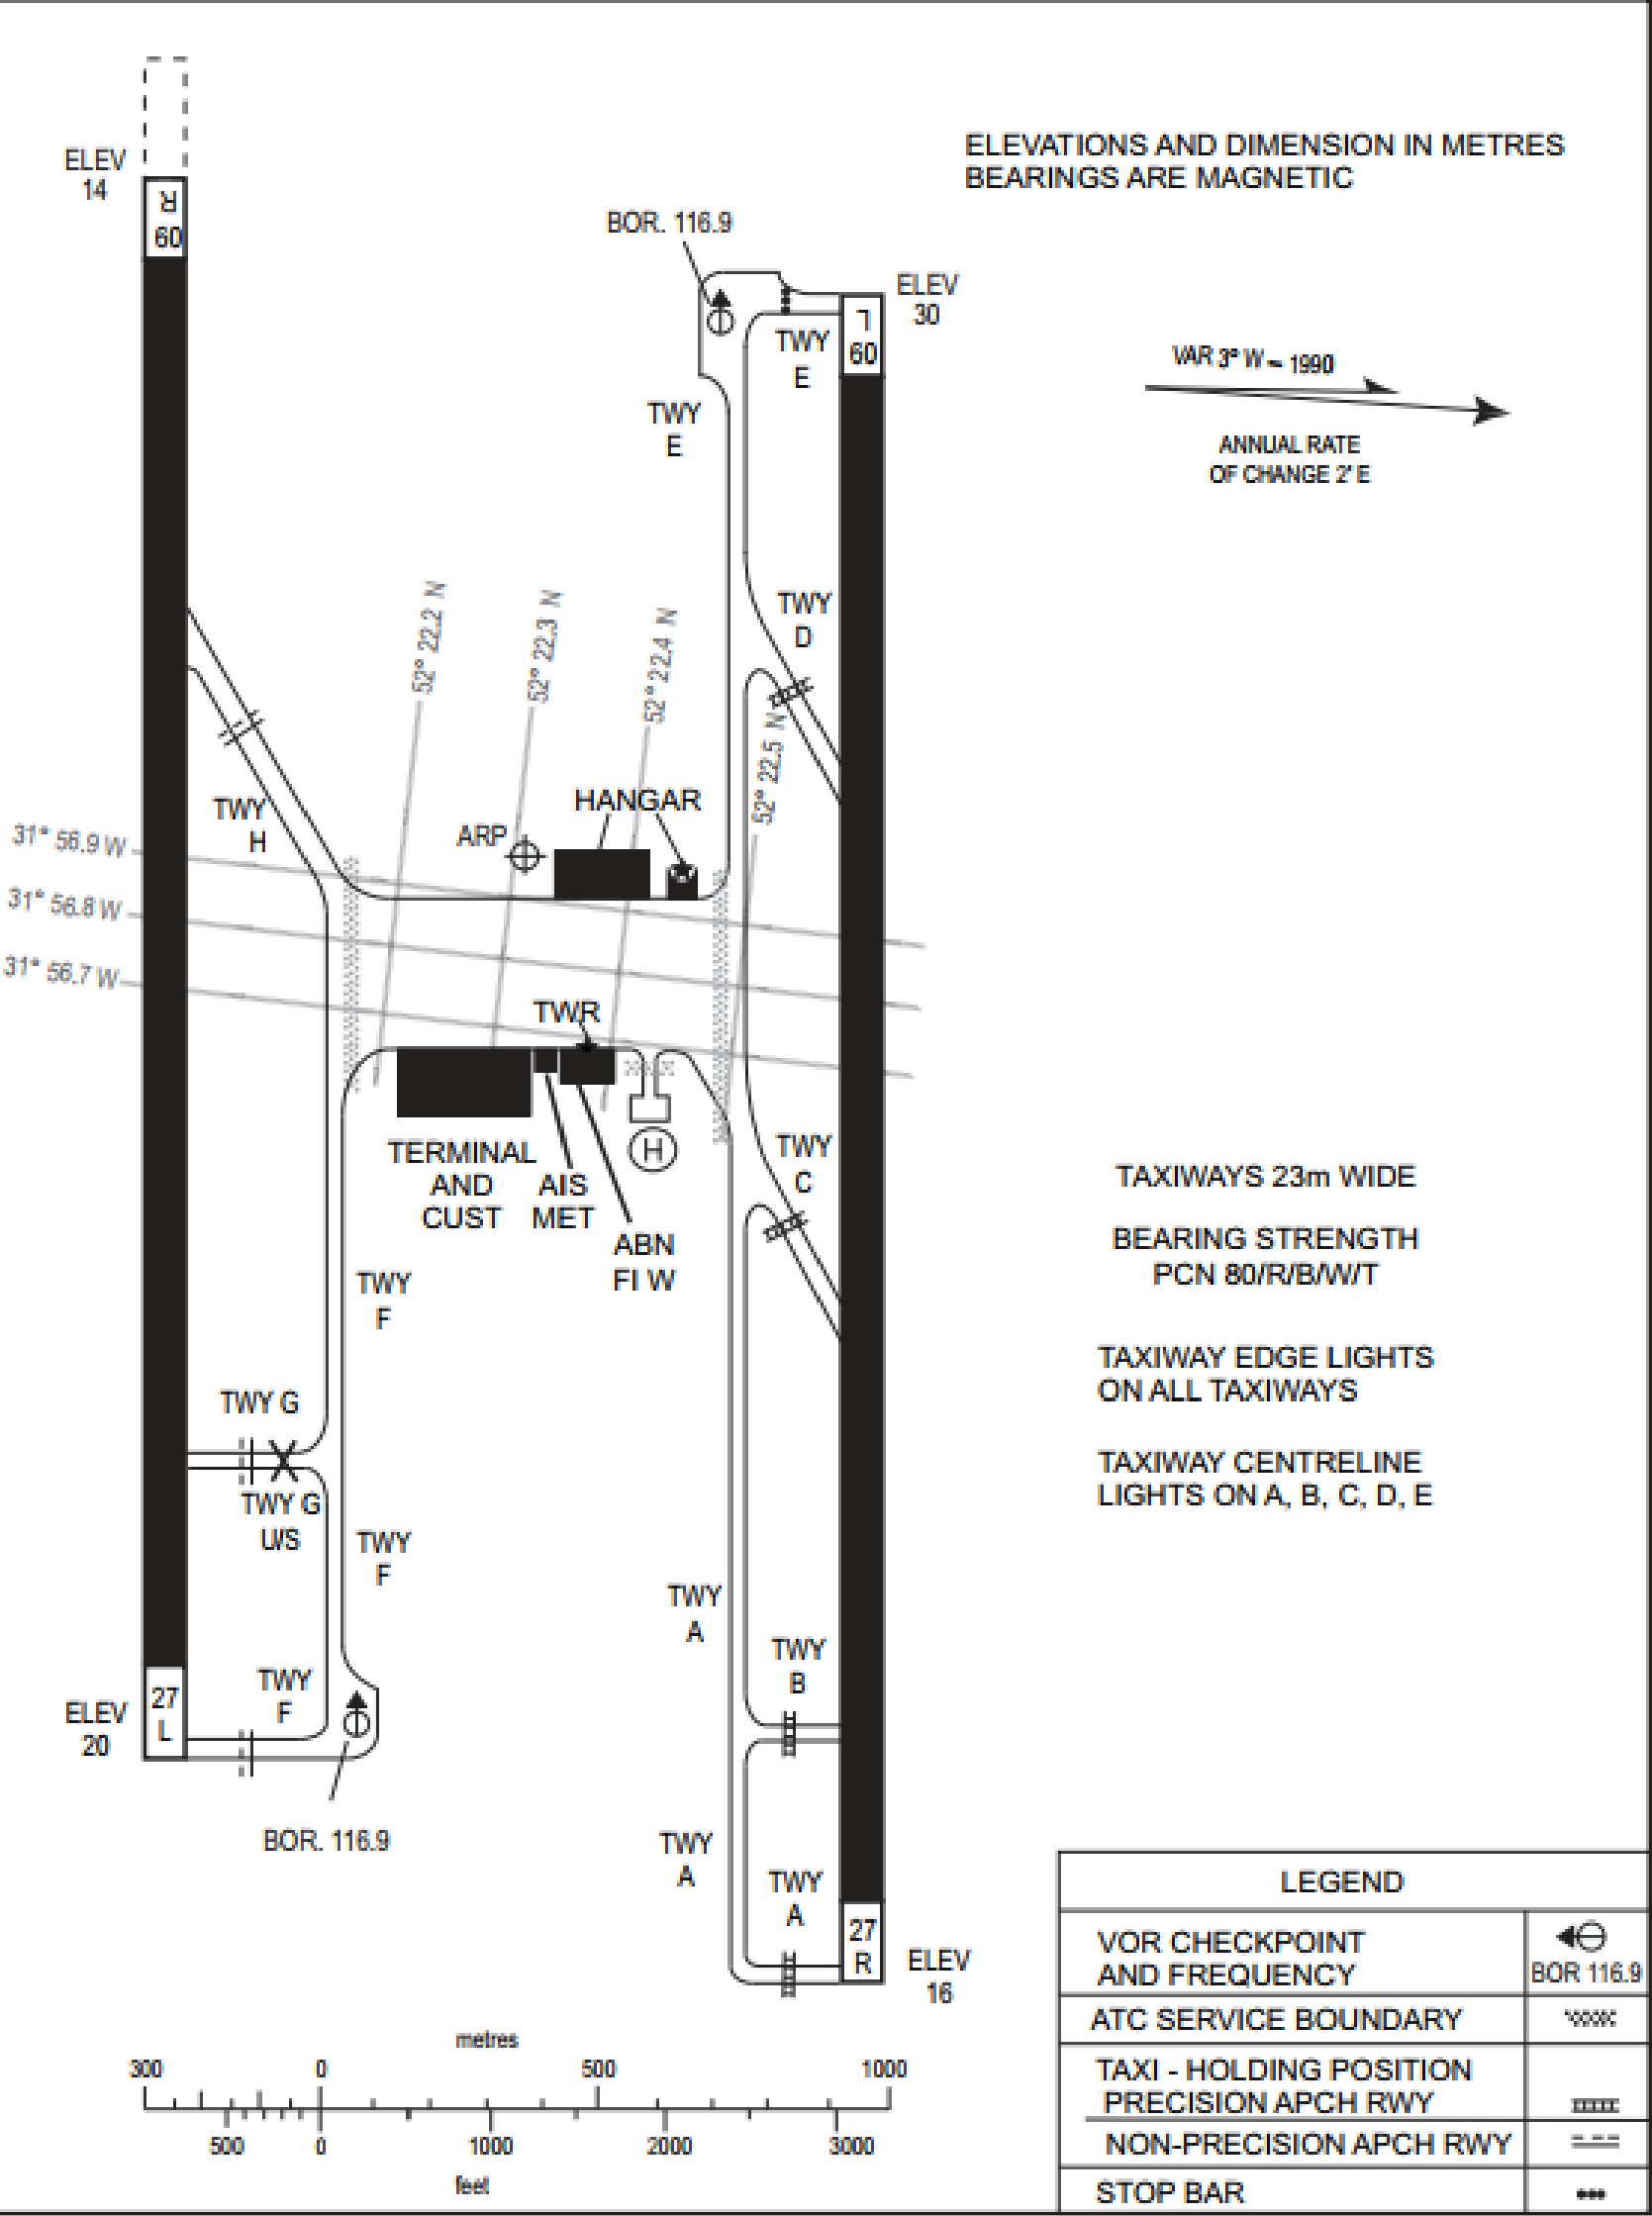 ELEVATIONS AND DIMENSION IN METRES
BEARINGS ARE MAGNETIC
ELEV
14
R
60
BOR. 116.9
ELEV
30
L
60
TWY
E
TWY
E
VAR 3° W - 1990
ANNUAL RATE
OF CHANGE 2' E
52° 22.2 N
52° 22.3 N
52° 22.4 N
52° 22.5 N
TWY
D
HANGAR
ARP
TWY
H
31° 56.9 W
31° 56.8 W
31° 56.7 W
TWR
TERMINAL
AND
CUST
AIS
MET
ABN
FI W
H
TWY
C
TWY
F
TAXIWAYS 23m WIDE
BEARING STRENGTH
PCN 80/R/B/W/T
TAXIWAY EDGE LIGHTS
ON ALL TAXIWAYS
TAXIWAY CENTRELINE
LIGHTS ON A, B, C, D, E
TWY G
TWY G
U/S
TWY
F
TWY
A
TWY
B
TWY
F
27
L
ELEV
20
BOR. 116.9
TWY
A
TWY
A
27
R
ELEV
16
LEGEND
VOR CHECKPOINT
AND FREQUENCY
BOR 116.9
ATC SERVICE BOUNDARY
TAXI - HOLDING POSITION
PRECISION APCH RWY
NON-PRECISION APCH RWY
STOP BAR
metres
300 0 500 1000
500 0 1000 2000 3000
feet